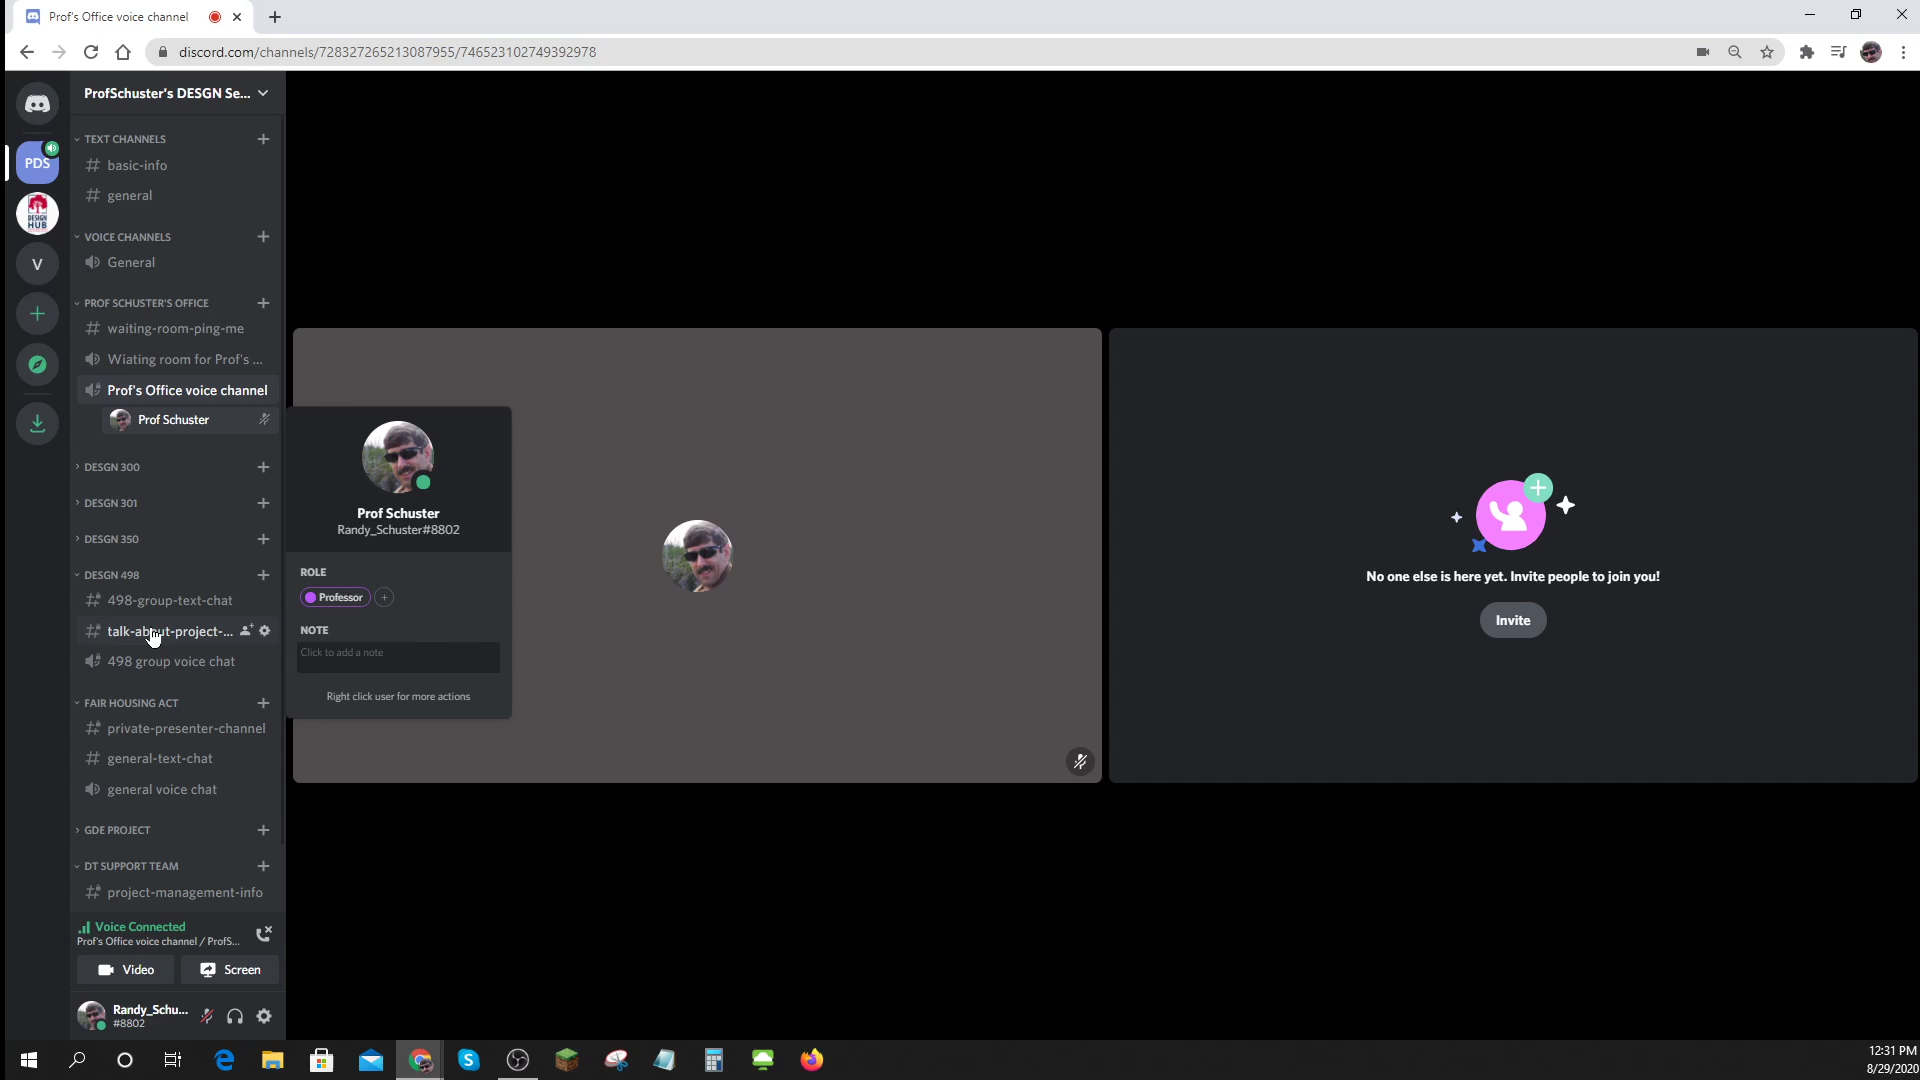 Prof's Office voice channel
discord.com/channels/728327265213087955/746523102749392978
ProfSchuster's DESGN Se...
TEXT CHANNELS
basic-info
general
PDS
DESIGN
HUB
V
VOICE CHANNELS
General
PROF SCHUSTER'S OFFICE
waiting-room-ping-me
Wiating room for Prof's ...
Prof's Office voice channel
Prof Schuster
DESGN 300
DESGN 301
DESGN 350
DESGN 498
498-group-text-chat
talk-about-project-...
498 group voice chat
FAIR HOUSING ACT
private-presenter-channel
general-text-chat
general voice chat
GDE PROJECT
DT SUPPORT TEAM
project-management-info
Voice Connected
Prof's Office voice channel / ProfS...
Video
Screen
Randy_Schu...
#8802
Prof Schuster
Randy_Schuster#8802
ROLE
Professor
NOTE
Click to add a note
Right click user for more actions
No one else is here yet. Invite people to join you!
Invite
12:31 PM
8/29/2020